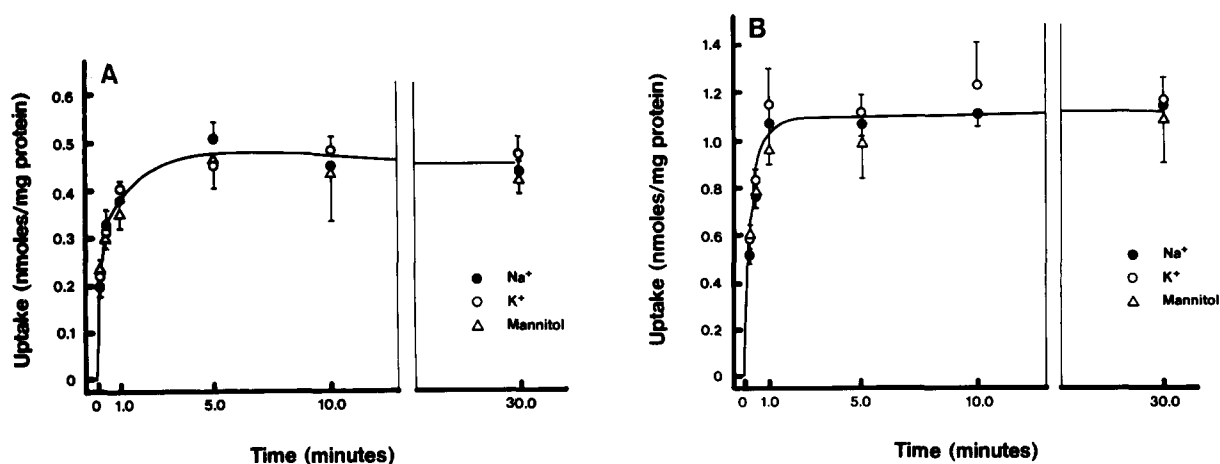 A
Uptake (nmoles/mg protein)
0.6
0.5
0.4
0.3
0.2
0.1
0
0 1.0 5.0 10.0 30.0
Time (minutes)
Na⁺
K⁺
Mannitol
B
Uptake (nmoles/mg protein)
1.4
1.2
1.0
0.8
0.6
0.4
0.2
0
0 1.0 5.0 10.0 30.0
Time (minutes)
Na⁺
K⁺
Mannitol